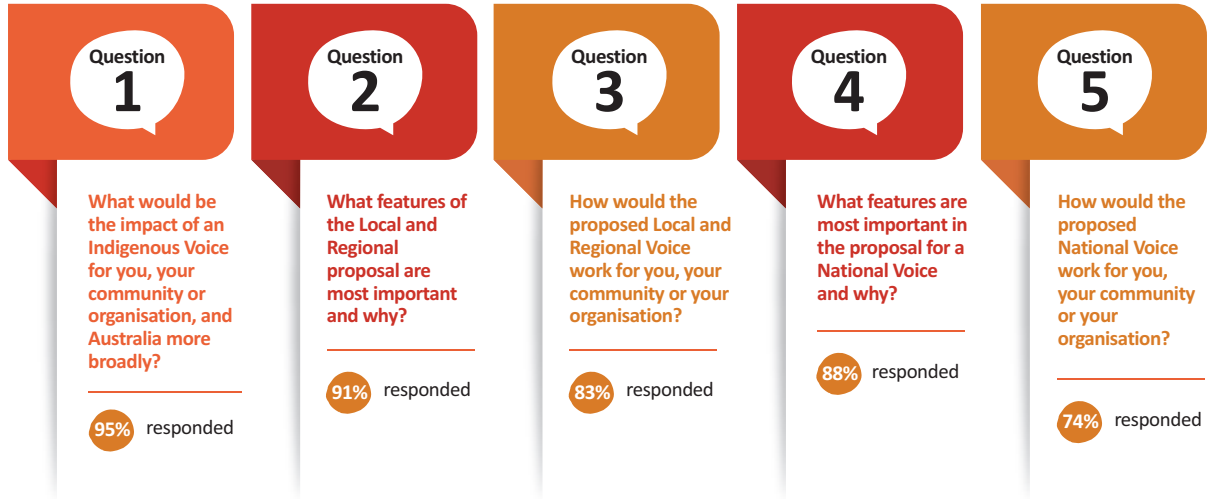 Question
1
What would be
the impact of an
Indigenous Voice
for you, your
community or
organisation, and
Australia more
broadly?
95% responded
Question
2
What features of
the Local and
Regional
proposal are
most important
and why?
91% responded
Question
3
How would the
proposed Local and
Regional Voice
work for you, your
community or your
organisation?
83% responded
Question
4
What features are
most important in
the proposal for a
National Voice
and why?
88% responded
Question
5
How would the
proposed
National Voice
work for you,
your community
or your
organisation?
74% responded